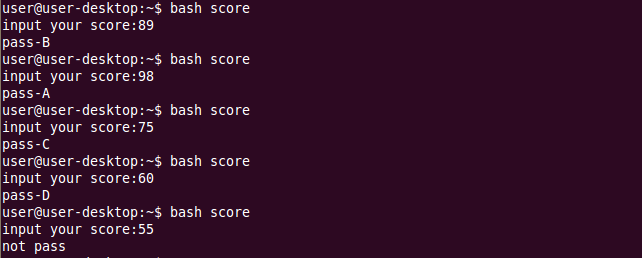 user@user-desktop:~$ bash score
input your score:89
pass-B
user@user-desktop:~$ bash score
input your score:98
pass-A
user@user-desktop:~$ bash score
input your score:75
pass-C
user@user-desktop:~$ bash score
input your score:60
pass-D
user@user-desktop:~$ bash score
input your score:55
not pass